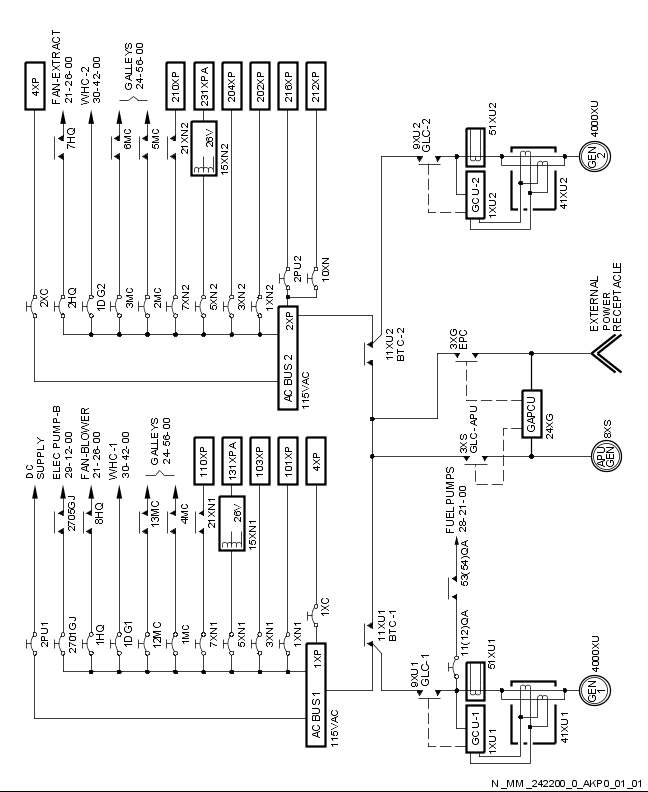 4XP
FAN-EXTRACT
21-26-00
WHC-2
30-42-00
GALLEYS
24-56-00
210XP
231XPA
204XP
202XP
216XP
212XP
7HQ
6MC
5MC
21XN2
26V
15XN2
2XC
2HQ
1DG2
3MC
2MC
7XN2
5XN2
3XN2
1XN2
2PU2
10XN
AC BUS 2
2XP
115VAC
11XU2
BTC-2
9XU2
GLC-2
51XU2
GCU-2
1XU2
41XU2
GEN
2
4000XU
3XG
EPC
EXTERNAL
POWER
RECEPTACLE
GAPCU
24XG
3XS
GLC-APU
APU
GEN
8XS
DC
SUPPLY
ELEC PUMP-B
29-12-00
FAN-BLOWER
21-26-00
WHC-1
30-42-00
GALLEYS
24-56-00
110XP
131XPA
103XP
101XP
4XP
2705GJ
8HQ
13MC
4MC
21XN1
26V
15XN1
2PU1
2701GJ
1HQ
1DG1
12MC
1MC
7XN1
5XN1
3XN1
1XN1
1XC
AC BUS 1
1XP
115VAC
11XU1
BTC-1
FUEL PUMPS
28-21-00
53(54)QA
11(12)QA
9XU1
GLC-1
51XU1
GCU-1
1XU1
41XU1
GEN
1
4000XU
N_MM_242200_0_AKP0_01_01